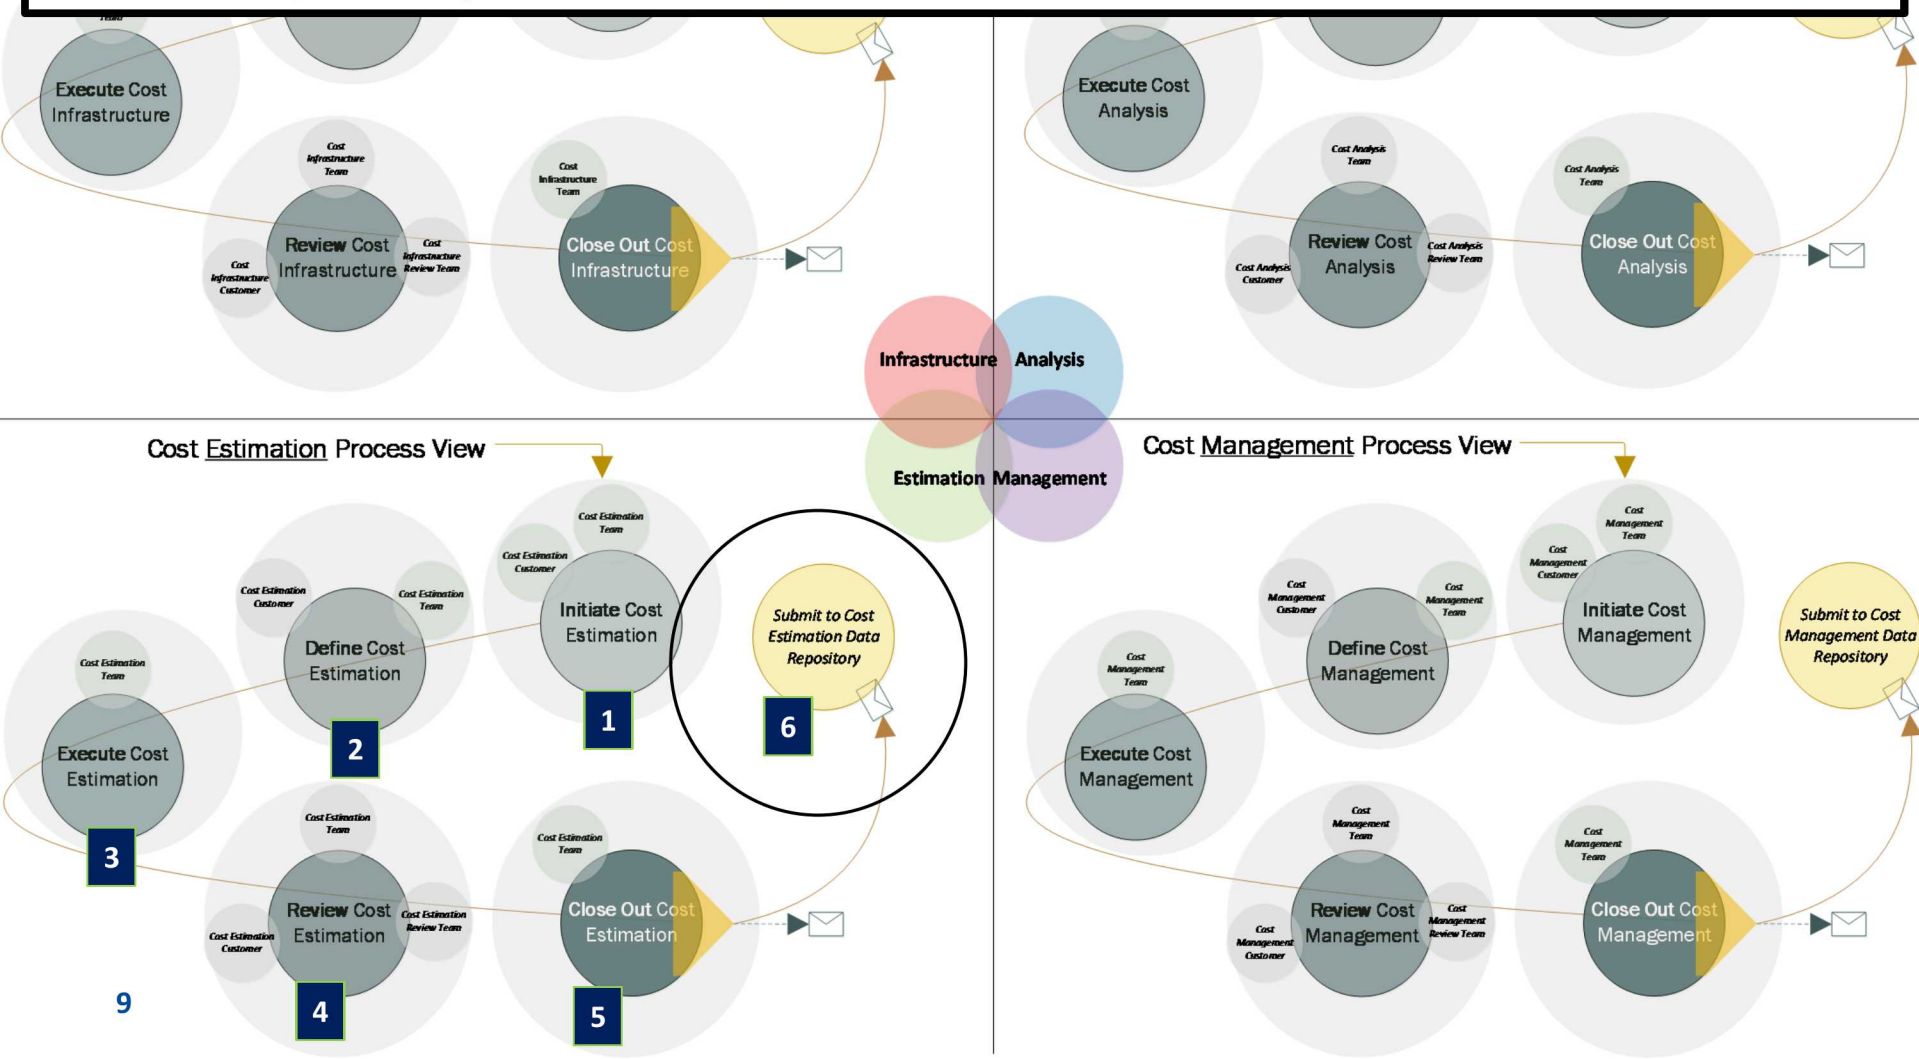 Team
Execute Cost
Infrastructure
Cost
Infrastructure
Team
Review Cost
Infrastructure
Cost
Infrastructure
Customer
Cost
Infrastructure
Review Team
Cost
Infrastructure
Team
Close Out Cost
Infrastructure
Execute Cost
Analysis
Cost Analysis
Team
Review Cost
Analysis
Cost Analysis
Customer
Cost Analysis
Review Team
Cost Analysis
Team
Close Out Cost
Analysis
Infrastructure
Analysis
Estimation
Management
Cost Estimation Process View
Cost Estimation
Team
Cost Estimation
Customer
Initiate Cost
Estimation
1
Cost Estimation
Customer
Cost Estimation
Team
Define Cost
Estimation
2
Cost Estimation
Team
Execute Cost
Estimation
3
Cost Estimation
Team
Review Cost
Estimation
Cost Estimation
Customer
Cost Estimation
Review Team
4
Cost Estimation
Team
Close Out Cost
Estimation
5
Submit to Cost
Estimation Data
Repository
6
9
Cost Management Process View
Cost
Management
Team
Cost
Management
Customer
Initiate Cost
Management
Cost
Management
Customer
Cost
Management
Team
Define Cost
Management
Cost
Management
Team
Execute Cost
Management
Cost
Management
Team
Review Cost
Management
Cost
Management
Customer
Cost
Management
Review Team
Cost
Management
Team
Close Out Cost
Management
Submit to Cost
Management Data
Repository